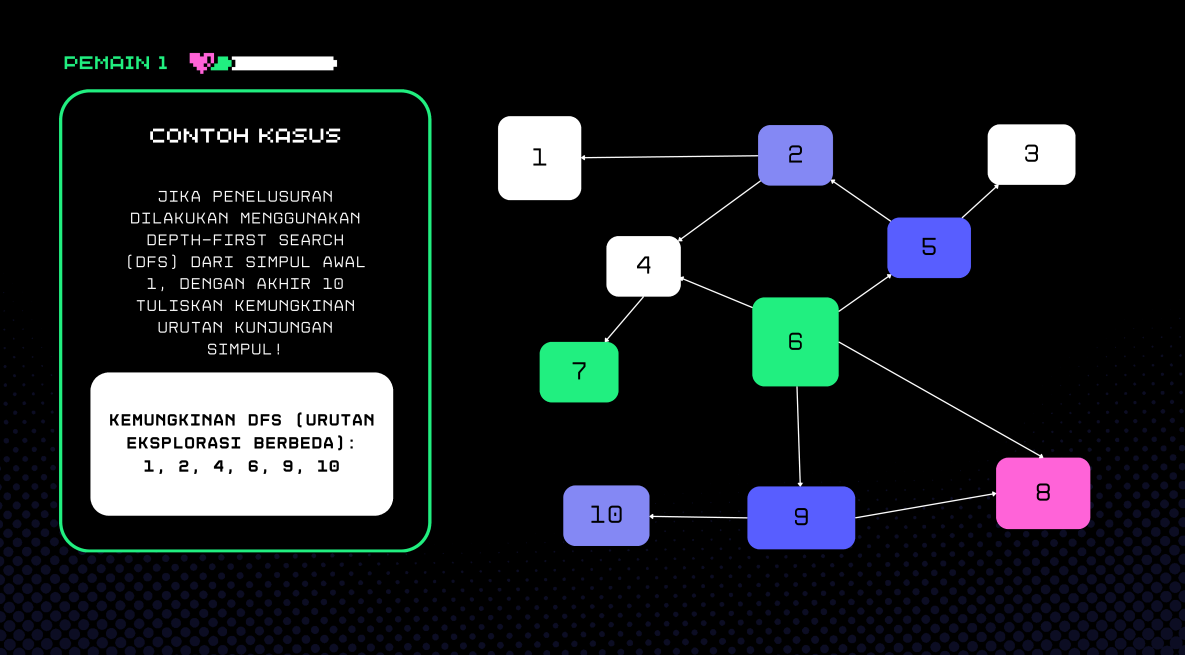 PEMAIN 1
CONTOH KASUS
JIKA PENELUSURAN
DILAKUKAN MENGGUNAKAN
DEPTH-FIRST SEARCH
(DFS) DARI SIMPUL AWAL
1, DENGAN AKHIR 10
TULISKAN KEMUNGKINAN
URUTAN KUNJUNGAN
SIMPUL!
KEMUNGKINAN DFS (URUTAN
EKSPLORASI BERBEDA):
1, 2, 4, 6, 9, 10
1
2
3
4
5
6
7
8
9
10